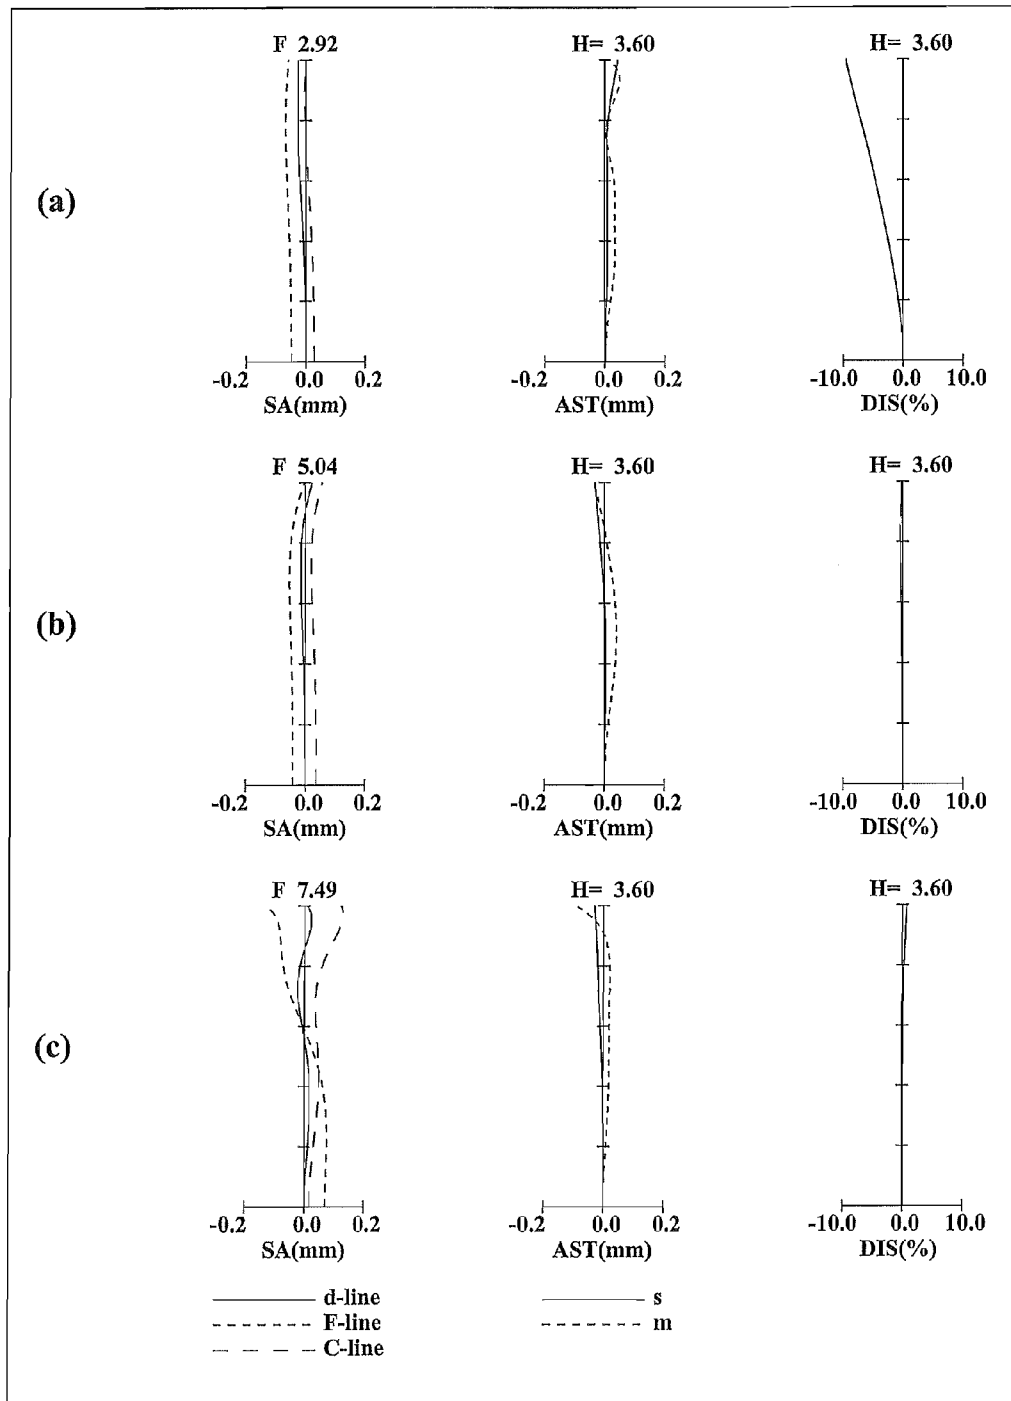 F 2.92 H= 3.60 H= 3.60
(a)
-0.2 0.0 0.2 -0.2 0.0 0.2 -10.0 0.0 10.0
SA(mm) AST(mm) DIS(%)
F 5.04 H= 3.60 H= 3.60
(b)
-0.2 0.0 0.2 -0.2 0.0 0.2 -10.0 0.0 10.0
SA(mm) AST(mm) DIS(%)
F 7.49 H= 3.60 H= 3.60
(c)
-0.2 0.0 0.2 -0.2 0.0 0.2 -10.0 0.0 10.0
SA(mm) AST(mm) DIS(%)
d-line s
F-line m
C-line